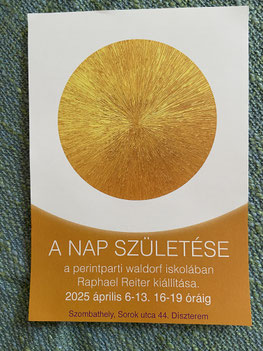 A NAP SZÜLETÉSE
a perintparti waldorf iskolában
Raphael Reiter kiállítása.
2025 április 6-13. 16-19 óráig
Szombathely, Sorok utca 44. Díszterem